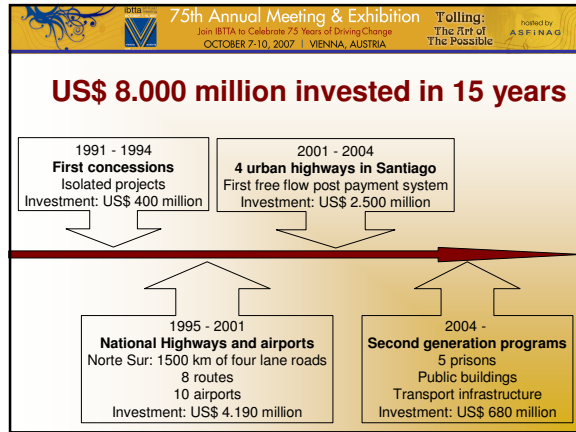 ibtta
75th Annual Meeting & Exhibition
Join IBTTA to Celebrate 75 Years of Driving Change
OCTOBER 7-10, 2007 | VIENNA, AUSTRIA
Tolling:
The Art of
The Possible
hosted by
ASFiNAG
US$ 8.000 million invested in 15 years
1991 - 1994
First concessions
Isolated projects
Investment: US$ 400 million
2001 - 2004
4 urban highways in Santiago
First free flow post payment system
Investment: US$ 2.500 million
1995 - 2001
National Highways and airports
Norte Sur: 1500 km of four lane roads
8 routes
10 airports
Investment: US$ 4.190 million
2004 -
Second generation programs
5 prisons
Public buildings
Transport infrastructure
Investment: US$ 680 million